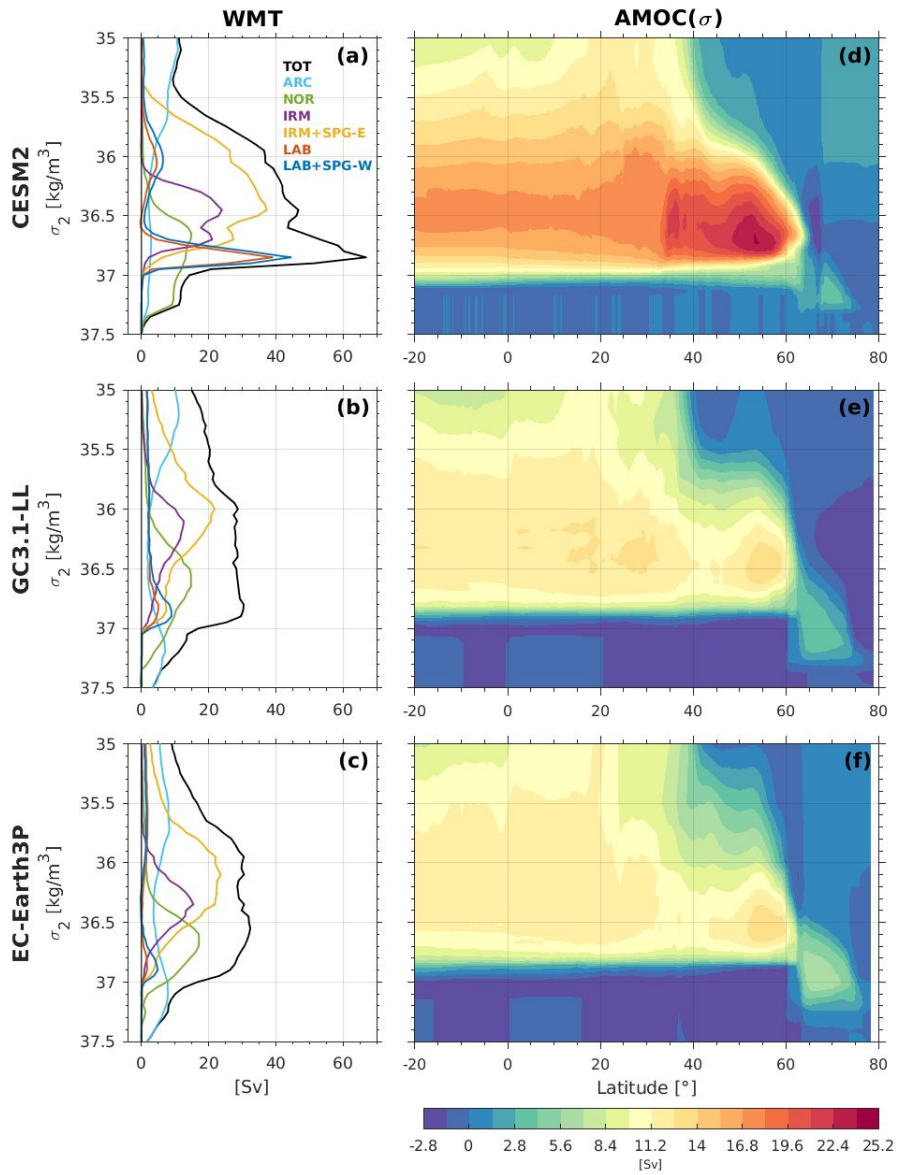 WMT
AMOC(σ)
CESM2
σ2 [kg/m3]
35
35.5
36
36.5
37
37.5
0
20
40
60
(a)
TOT
ARC
NOR
IRM
IRM+SPG-E
LAB
LAB+SPG-W
(d)
-20
0
20
40
60
80
GC3.1-LL
σ2 [kg/m3]
35
35.5
36
36.5
37
37.5
0
20
40
60
(b)
(e)
-20
0
20
40
60
80
EC-Earth3P
σ2 [kg/m3]
35
35.5
36
36.5
37
37.5
0
20
40
60
[Sv]
(c)
(f)
-20
0
20
40
60
80
Latitude [°]
-2.8
0
2.8
5.6
8.4
11.2
14
16.8
19.6
22.4
25.2
[Sv]